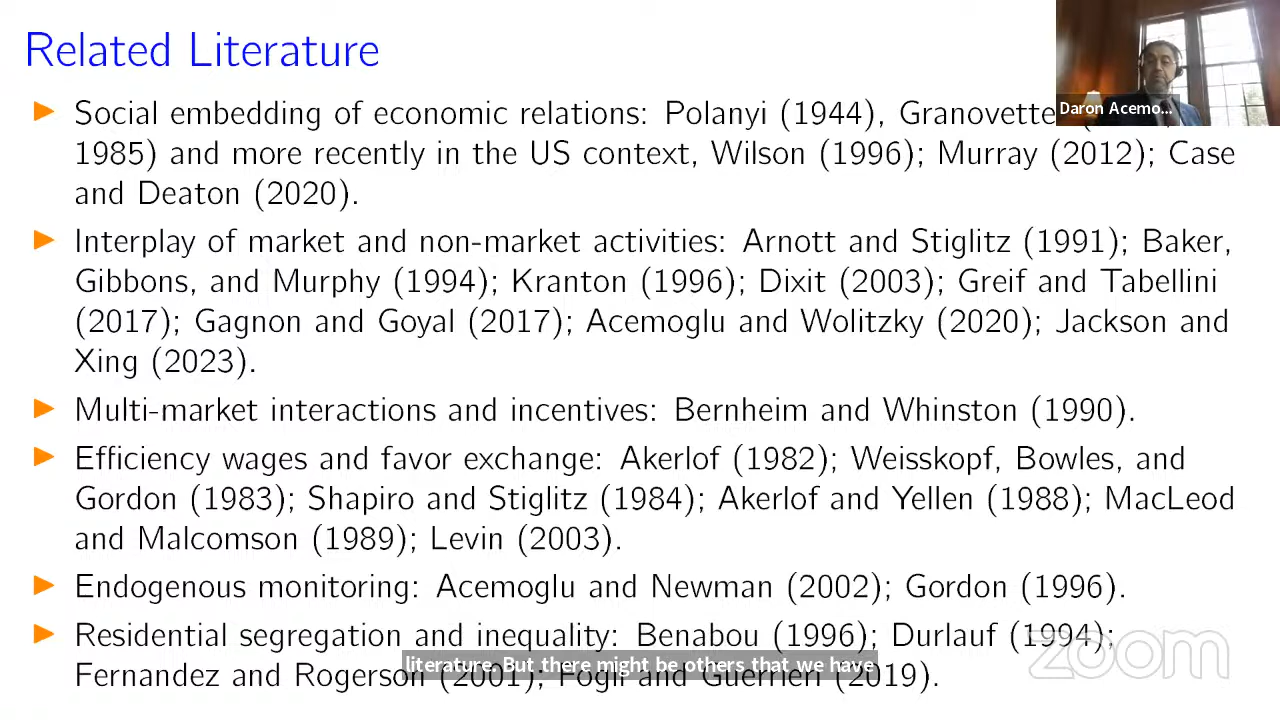 Related Literature
Daron Acemo...
Social embedding of economic relations: Polanyi (1944), Granovette
1985) and more recently in the US context, Wilson (1996); Murray (2012); Case
and Deaton (2020).
Interplay of market and non-market activities: Arnott and Stiglitz (1991); Baker,
Gibbons, and Murphy (1994); Kranton (1996); Dixit (2003); Greif and Tabellini
(2017); Gagnon and Goyal (2017); Acemoglu and Wolitzky (2020); Jackson and
Xing (2023).
Multi-market interactions and incentives: Bernheim and Whinston (1990).
Efficiency wages and favor exchange: Akerlof (1982); Weisskopf, Bowles, and
Gordon (1983); Shapiro and Stiglitz (1984); Akerlof and Yellen (1988); MacLeod
and Malcomson (1989); Levin (2003).
Endogenous monitoring: Acemoglu and Newman (2002); Gordon (1996).
Residential segregation and inequality: Benabou (1996); Durlauf (1994);
Fernandez and Rogerson (2001); Fogli and Guerrieri (2019).
literature. But there might be others that we have
zoom